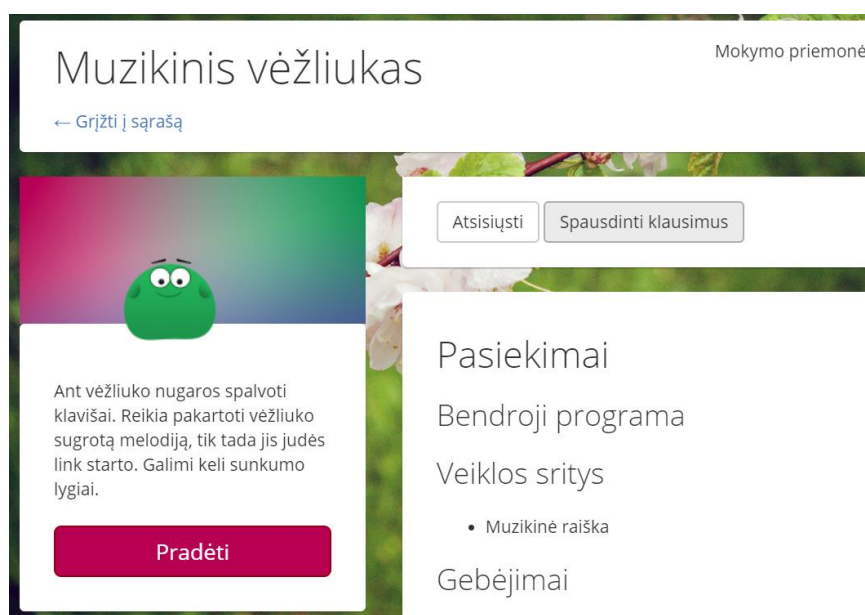 Muzikinis vėžliukas
Mokymo priemonė
← Grįžti į sąrašą
Ant vėžliuko nugaros spalvoti
klavišai. Reikia pakartoti vėžliuko
sugrotą melodiją, tik tada jis judės
link starto. Galimi keli sunkumo
lygiai.
Pradėti
Atsisiųsti
Spausdinti klausimus
Pasiekimai
Bendroji programa
Veiklos sritys
• Muzikinė raiška
Gebėjimai